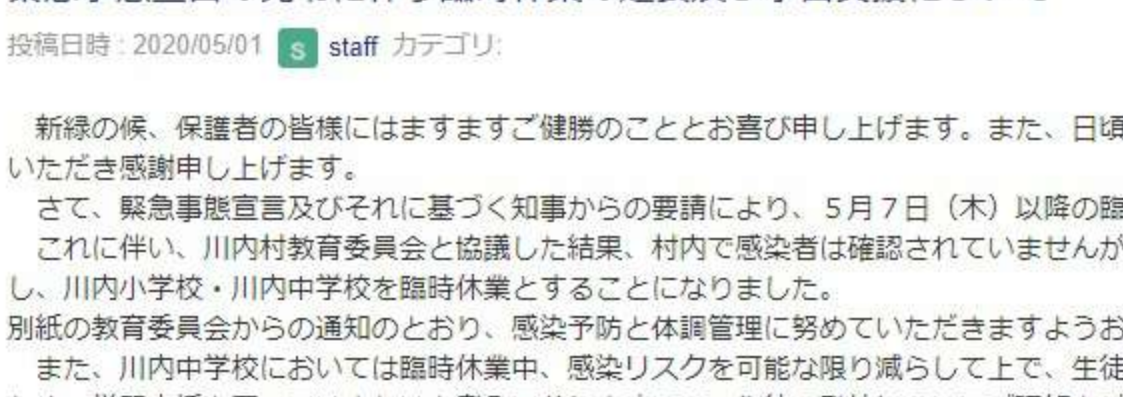 投稿日時 : 2020/05/01 s staff カテゴリ:
新緑の候、保護者の皆様にはますますご健勝のこととお喜び申し上げます。また、日頃
いただき感謝申し上げます。
さて、緊急事態宣言及びそれに基づく知事からの要請により、５月７日（木）以降の臨
これに伴い、川内村教育委員会と協議した結果、村内で感染者は確認されていませんが
し、川内小学校・川内中学校を臨時休業とすることになりました。
別紙の教育委員会からの通知のとおり、感染予防と体調管理に努めていただきますようお
また、川内中学校においては臨時休業中、感染リスクを可能な限り減らして上で、生徒